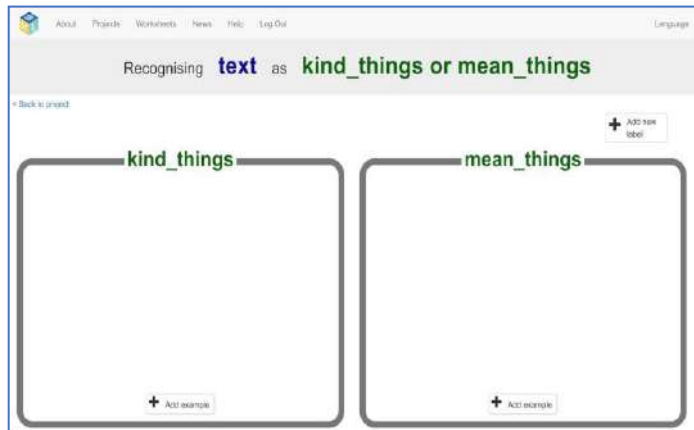 About Projects Worksheets News Help Log Out Language
Recognising text as kind_things or mean_things
< Back to project
+ Add new
label
kind_things mean_things
+ Add example + Add example